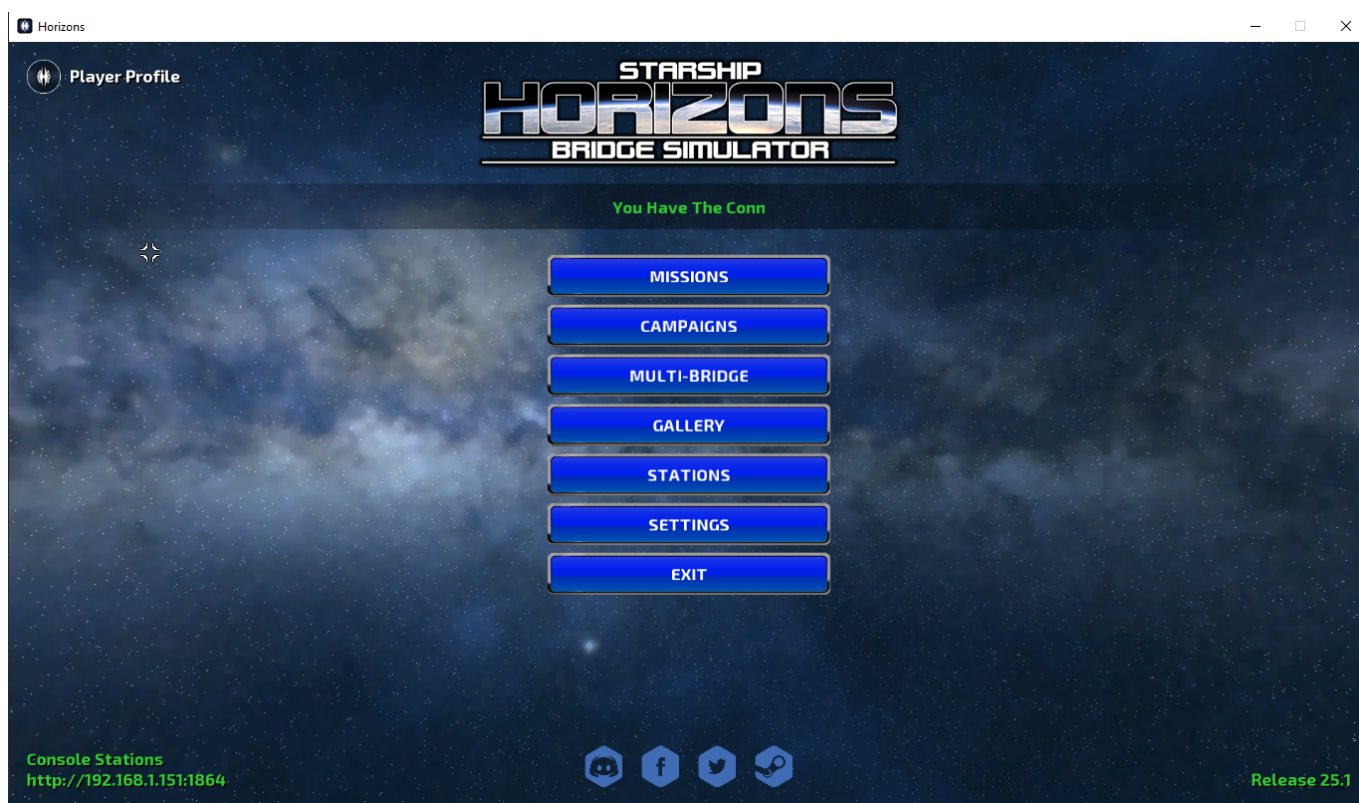 Horizons
Player Profile
STARSHIP
HORIZONS
BRIDGE SIMULATOR
You Have The Conn
MISSIONS
CAMPAIGNS
MULTI-BRIDGE
GALLERY
STATIONS
SETTINGS
EXIT
Console Stations
http://192.168.1.151:1864
Release 25.1